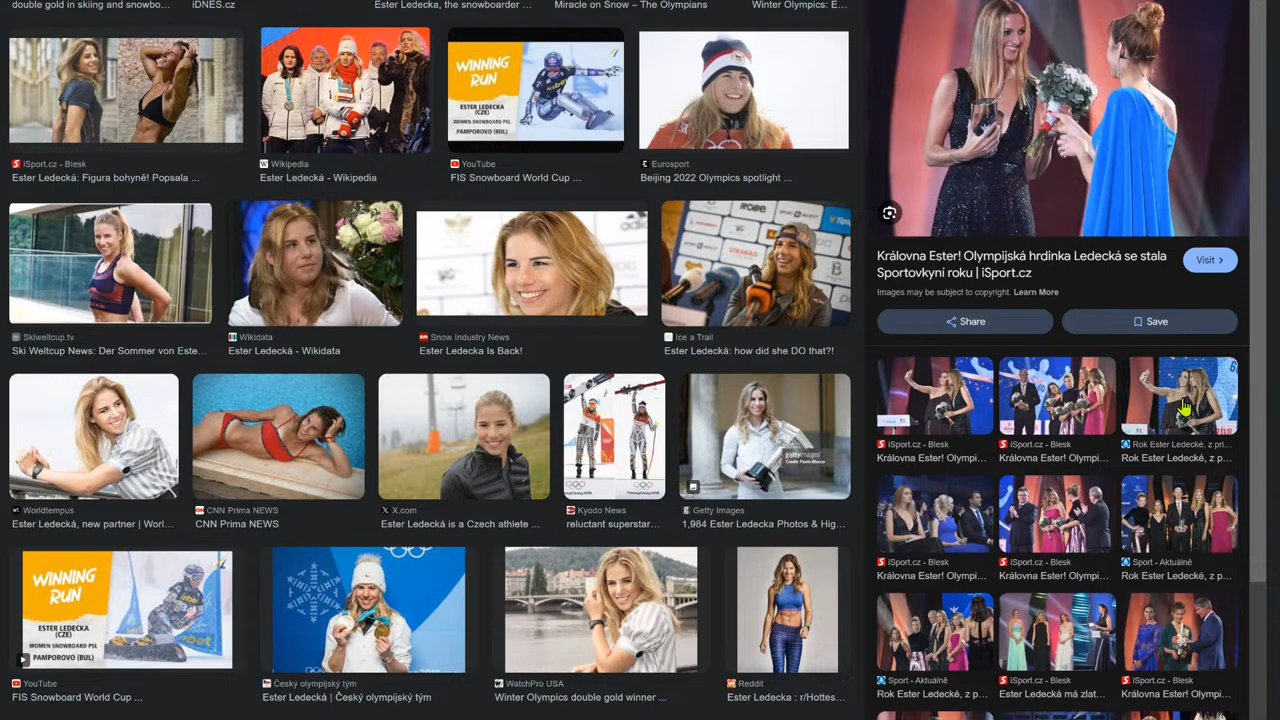 double gold in skiing and snowbo...
iDNES.cz
Ester Ledecka, the snowboarder ...
Miracle on Snow – The Olympians
Winter Olympics: E...
WINNING
RUN
ESTER LEDECKA
(CZE)
WOMEN SNOWBOARD PSL
PAMPOROVO (BUL)
iSport.cz - Blesk
Ester Ledecká: Figura bohyně! Popsala ...
Wikipedia
Ester Ledecká - Wikipedia
YouTube
FIS Snowboard World Cup ...
Eurosport
Beijing 2022 Olympics spotlight ...
Skiweltcup.tv
Ski Weltcup News: Der Sommer von Este...
Wikidata
Ester Ledecká - Wikidata
Snow Industry News
Ester Ledecka Is Back!
Ice a Trail
Ester Ledecká: how did she DO that?!
gettyimages
Worldtempus
Ester Ledecká, new partner | Worl...
CNN Prima NEWS
CNN Prima NEWS
X.com
Ester Ledecká is a Czech athlete ...
Kyodo News
reluctant superstar...
Getty Images
1,984 Ester Ledecka Photos & Hig...
WINNING
RUN
ESTER LEDECKA
(CZE)
WOMEN SNOWBOARD PSL
PAMPOROVO (BUL)
YouTube
FIS Snowboard World Cup ...
Český olympijský tým
Ester Ledecká | Český olympijský tým
WatchPro USA
Winter Olympics double gold winner ...
Reddit
Ester Ledecka : r/Hottes...
Královna Ester! Olympijská hrdinka Ledecká se stala
Sportovkyní roku | iSport.cz
Visit
Images may be subject to copyright. Learn More
Share
Save
iSport.cz - Blesk
Královna Ester! Olympi...
iSport.cz - Blesk
Královna Ester! Olympi...
Rok Ester Ledecké, z pri...
Rok Ester Ledecké, z p...
iSport.cz - Blesk
Královna Ester! Olympi...
iSport.cz - Blesk
Královna Ester! Olympi...
Sport - Aktuálně
Rok Ester Ledecké, z p...
Sport - Aktuálně
Rok Ester Ledecké, z p...
iSport.cz - Blesk
Ester Ledecká má zlat...
iSport.cz - Blesk
Královna Ester! Olympi...